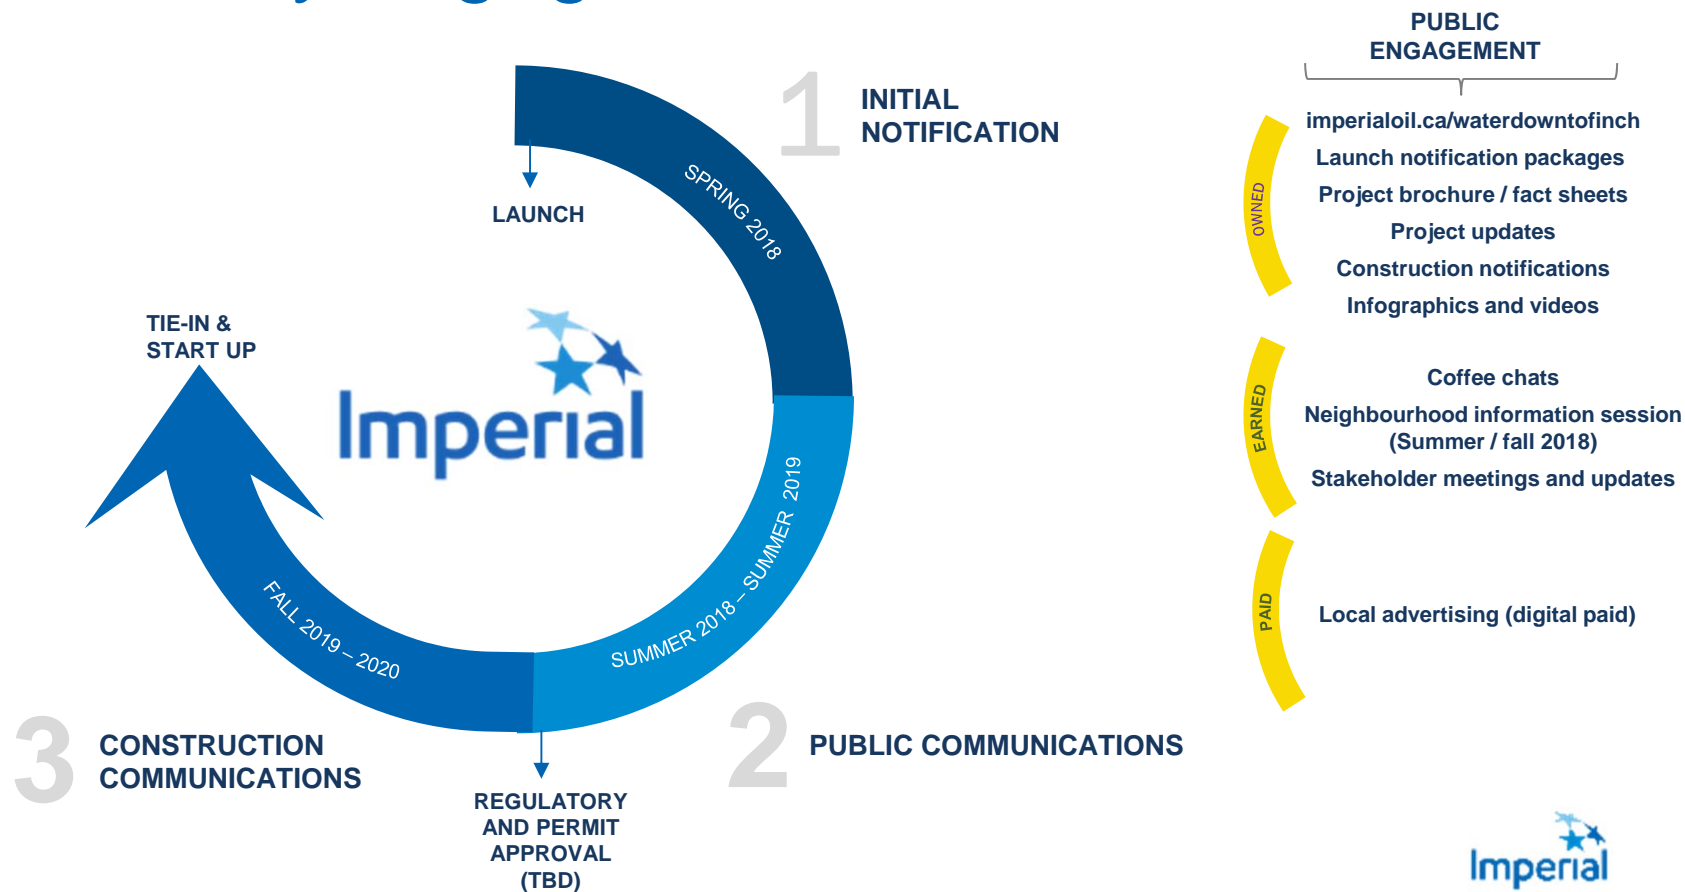 1
INITIAL
NOTIFICATION
SPRING 2018
LAUNCH
TIE-IN &
START UP
Imperial
SUMMER 2018 – SUMMER 2019
FALL 2019 – 2020
2
PUBLIC COMMUNICATIONS
3
CONSTRUCTION
COMMUNICATIONS
REGULATORY
AND PERMIT
APPROVAL
(TBD)
PUBLIC
ENGAGEMENT
OWNED
imperialoil.ca/waterdowntofinch
Launch notification packages
Project brochure / fact sheets
Project updates
Construction notifications
Infographics and videos
EARNED
Coffee chats
Neighbourhood information session
(Summer / fall 2018)
Stakeholder meetings and updates
PAID
Local advertising (digital paid)
Imperial